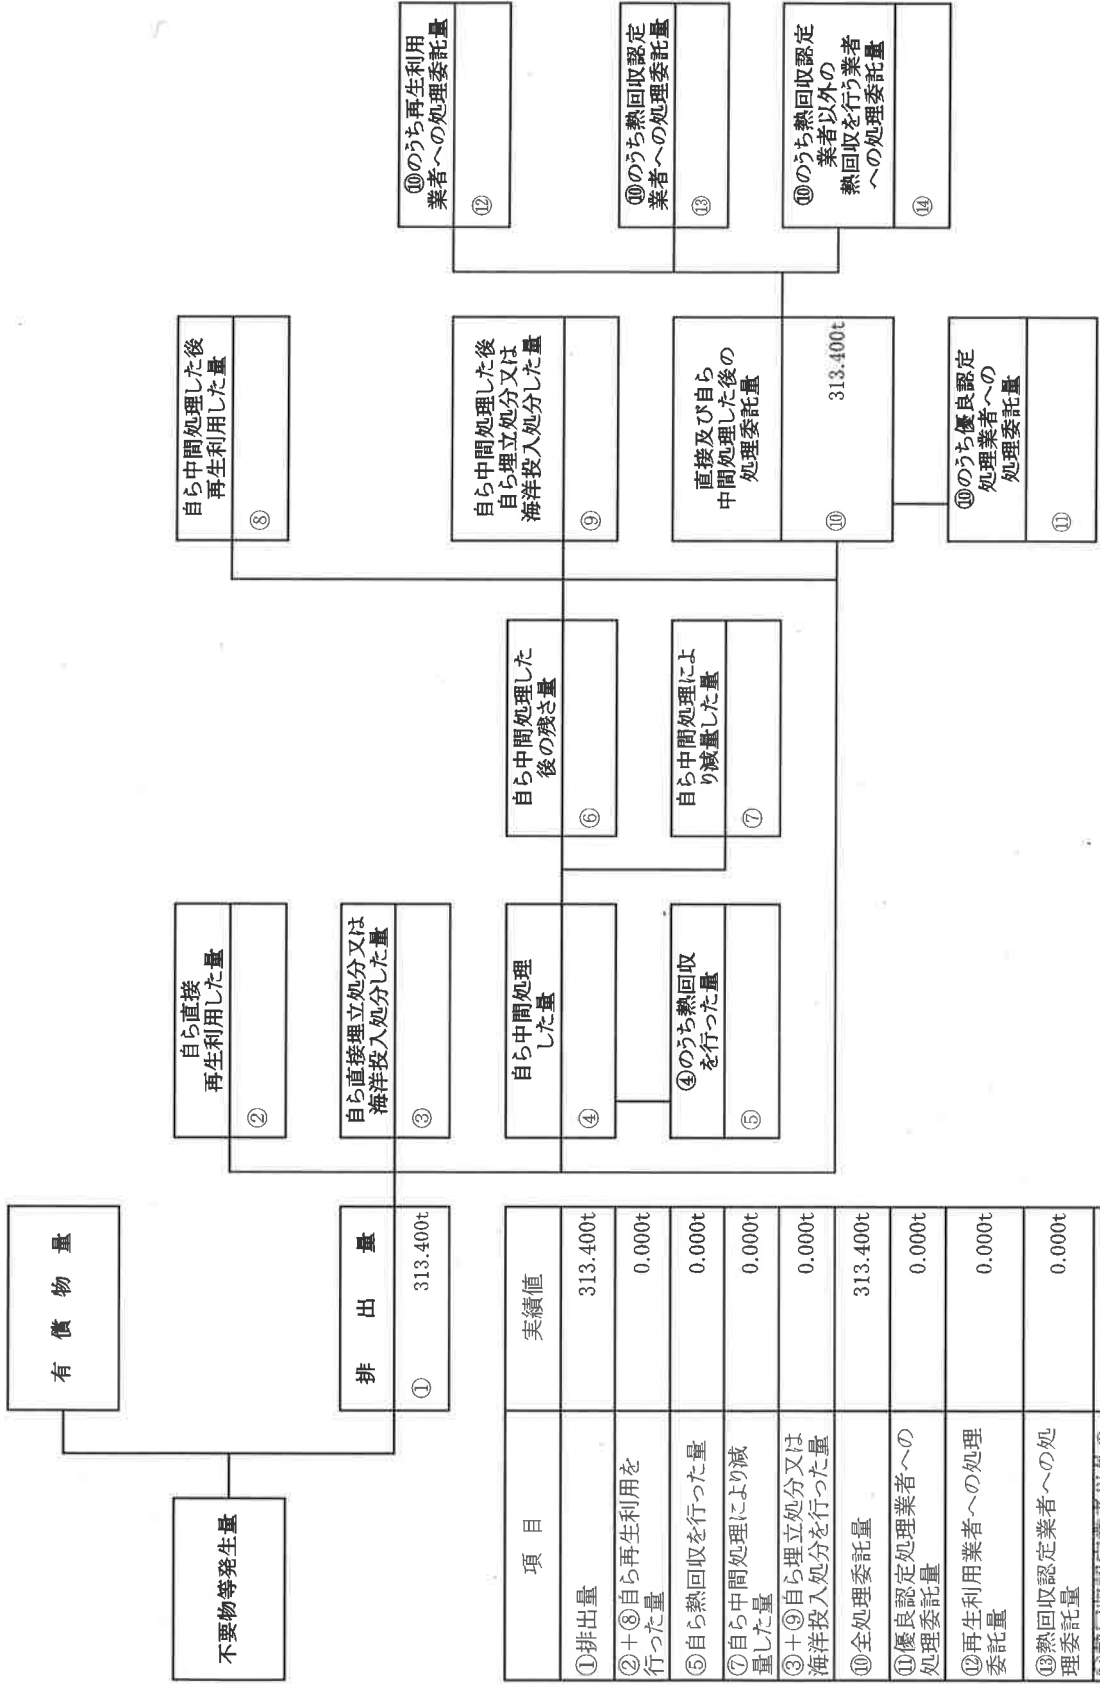 不要物等発生量
有償物量
排出量
① 313.400t
自ら直接
再生利用した量
②
自ら直接埋立処分又は
海洋投入処分した量
③
自ら中間処理
した量
④
④のうち熱回収
を行った量
⑤
自ら中間処理した
後の残さ量
⑥
自ら中間処理によ
り減量した量
⑦
自ら中間処理した後
再生利用した量
⑧
自ら中間処理した後
自ら埋立処分又は
海洋投入処分した量
⑨
直接及び自ら
中間処理した後の
処理委託量
⑩ 313.400t
⑩のうち優良認定
処理業者への
処理委託量
⑪
⑩のうち再生利用
業者への処理委託量
⑫
⑩のうち熱回収認定
業者への処理委託量
⑬
⑩のうち熱回収認定
業者以外の
熱回収を行う業者
への処理委託量
⑭
項目 実績値
①排出量 313.400t
②+⑧自ら再生利用を
行った量 0.000t
⑤自ら熱回収を行った量 0.000t
⑦自ら中間処理により減
量した量 0.000t
③+⑨自ら埋立処分又は
海洋投入処分を行った量 0.000t
⑩全処理委託量 313.400t
⑪優良認定処理業者への
処理委託量 0.000t
⑫再生利用業者への処理
委託量 0.000t
⑬熱回収認定業者への処
理委託量 0.000t